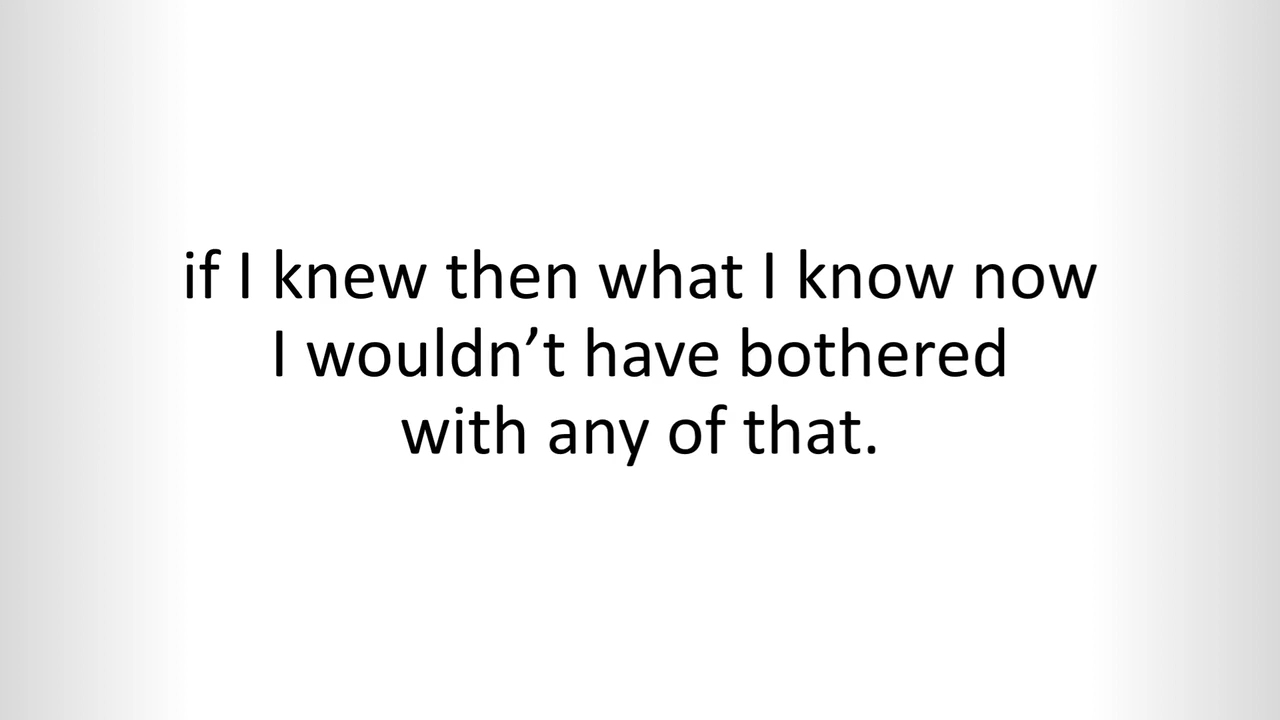 if I knew then what I know now
I wouldn’t have bothered
with any of that.